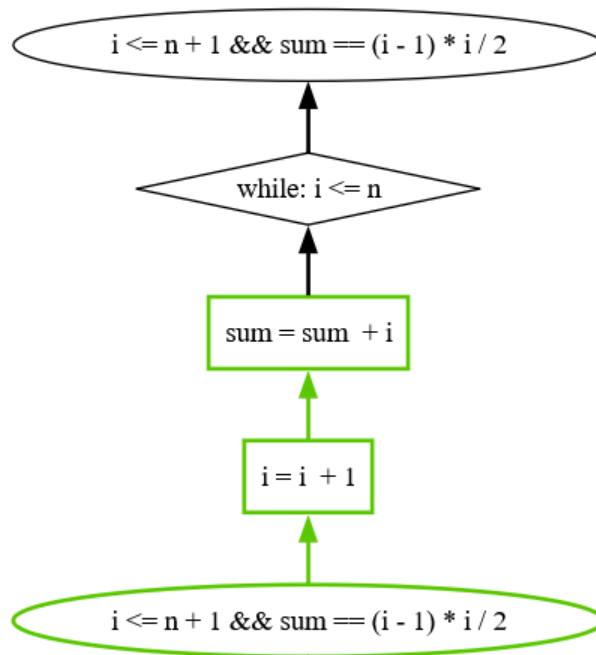 i <= n + 1 && sum == (i - 1) * i / 2
while: i <= n
sum = sum + i
i = i + 1
i <= n + 1 && sum == (i - 1) * i / 2